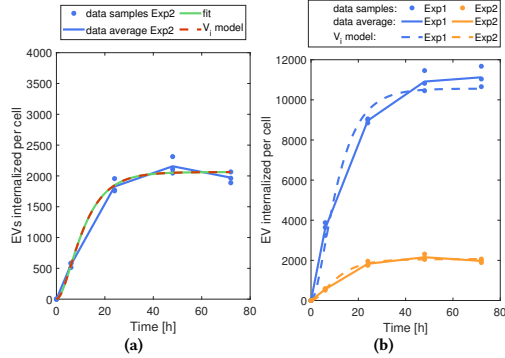 data samples Exp2
fit
data average Exp2
V_i model
4000
3500
3000
2500
2000
1500
1000
500
0
EVs internalized per cell
0 20 40 60 80
Time [h]
(a)
data samples: Exp1 Exp2
data average: Exp1 Exp2
V_i model: Exp1 Exp2
12000
10000
8000
6000
4000
2000
0
EV internalized per cell
0 20 40 60 80
Time [h]
(b)